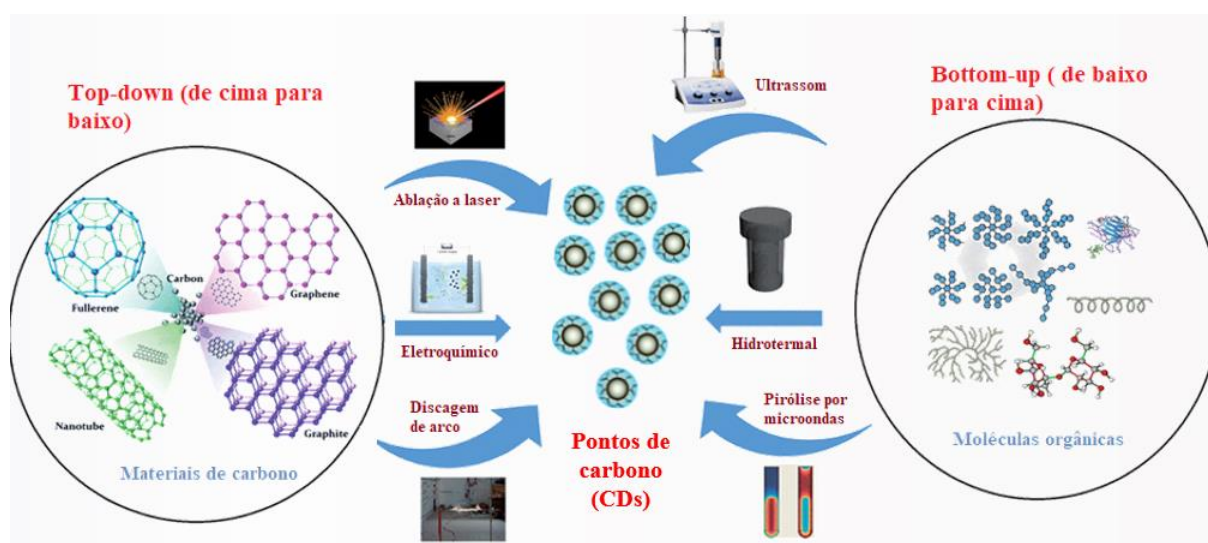 Top-down (de cima para
baixo)
Carbon
Fullerene
Graphene
Nanotube
Graphite
Materiais de carbono
Ablação a laser
Eletroquímico
Discagem
de arco
Pontos de
carbono
(CDs)
Ultrassom
Hidrotermal
Pirólise por
microondas
Bottom-up ( de baixo
para cima)
Moléculas orgânicas